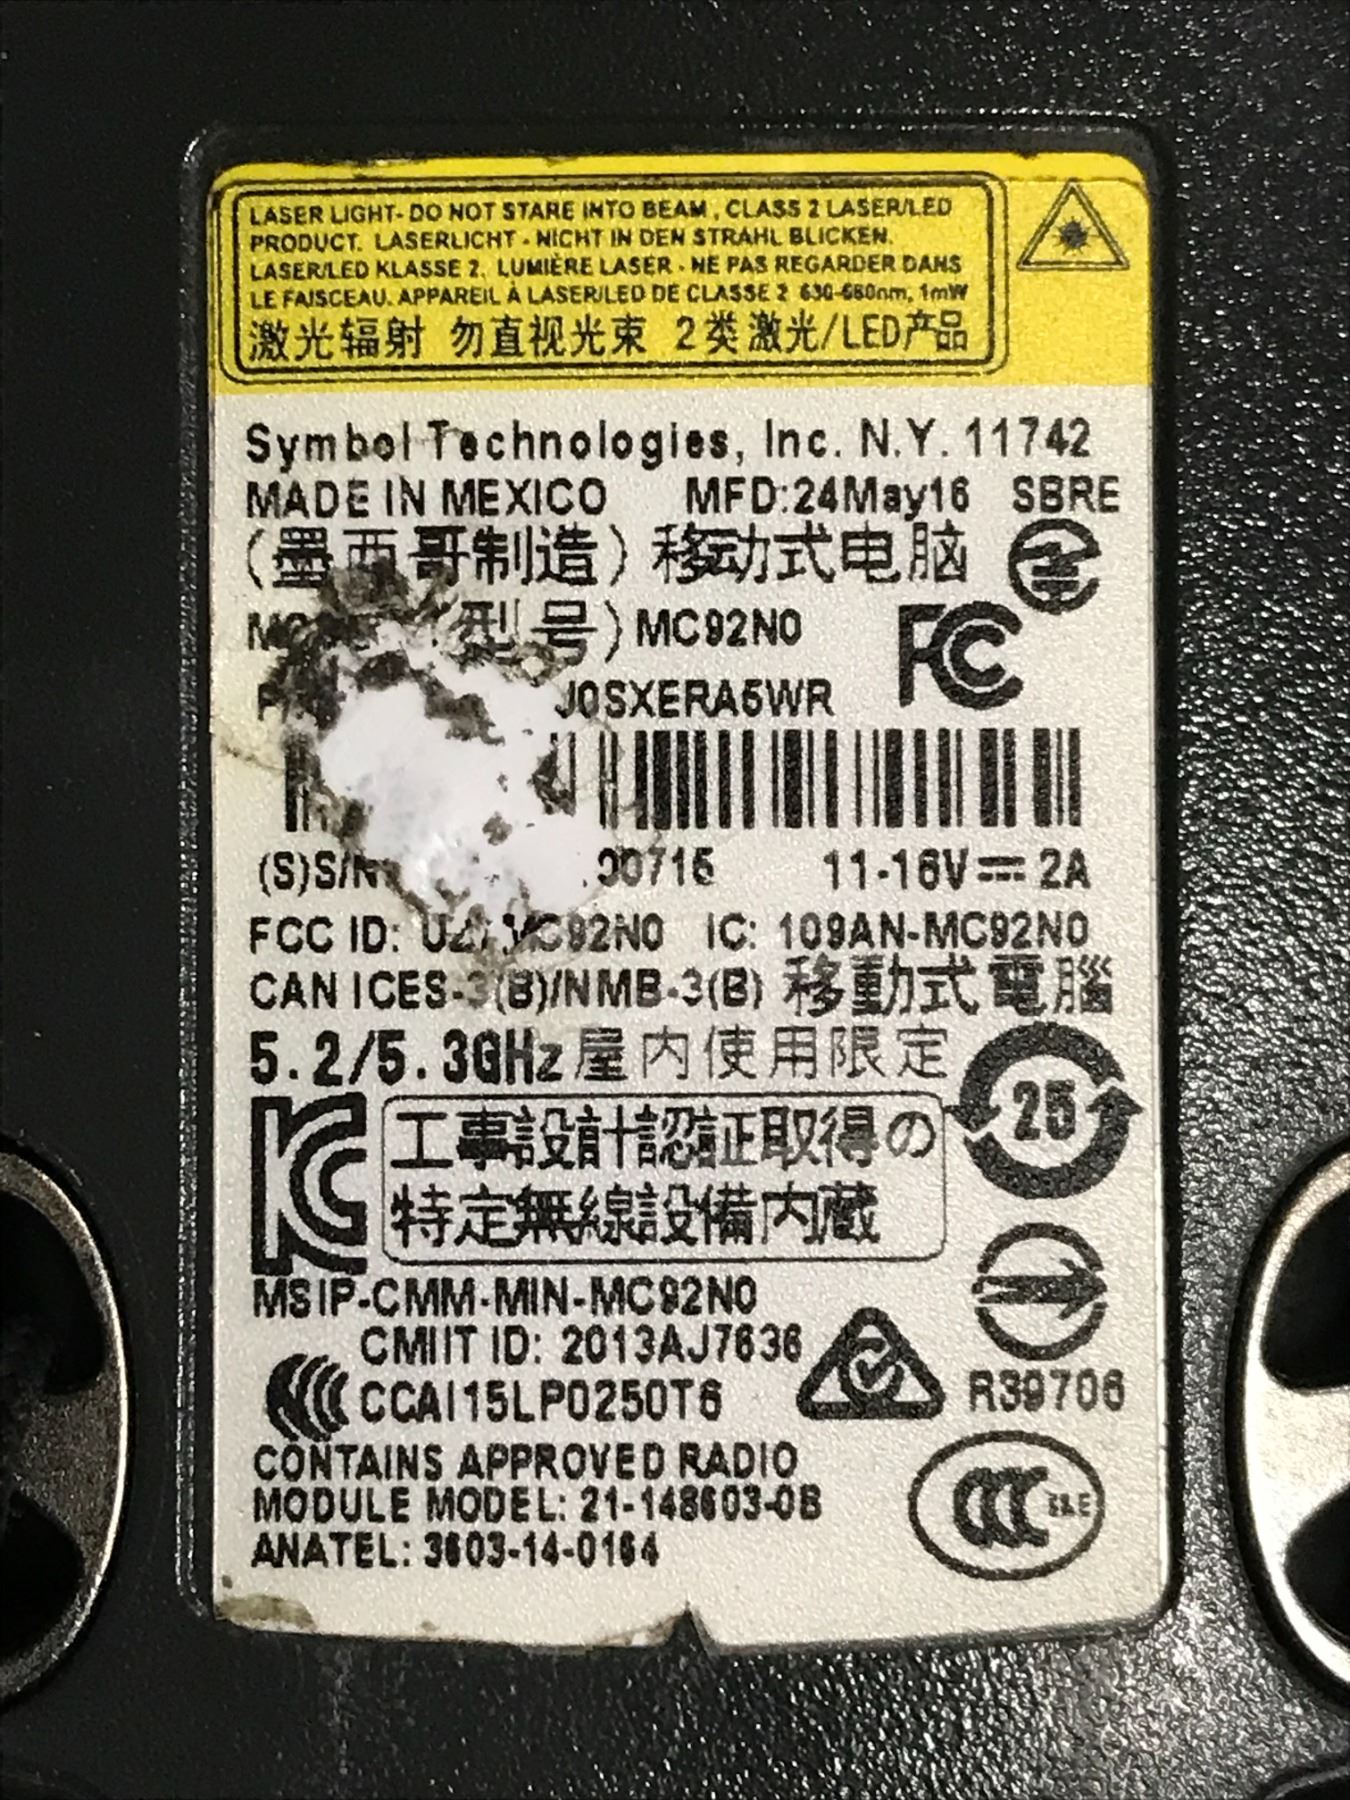 LASER LIGHT- DO NOT STARE INTO BEAM , CLASS 2 LASER/LED
PRODUCT. LASERLICHT - NICHT IN DEN STRAHL BLICKEN.
LASER/LED KLASSE 2. LUMIÈRE LASER - NE PAS REGARDER DANS
LE FAISCEAU. APPAREIL À LASER/LED DE CLASSE 2 630-680nm, 1mW
激光辐射 勿直视光束 2类激光/LED产品
Symbol Technologies, Inc. N.Y. 11742
MADE IN MEXICO MFD:24May16 SBRE
(墨西哥制造) 移动式电脑
型号) MC92N0
FC
J0SXERA5WR
(S)S/N 00715 11-16V⎓2A
FCC ID: MC92N0 IC: 109AN-MC92N0
CAN ICES-3(B)/NMB-3(B) 移動式電腦
5.2/5.3GHz屋内使用限定
25
工事設計認証取得の
特定無線設備内蔵
MSIP-CMM-MIN-MC92N0
CMIIT ID: 2013AJ7636
CCAI15LP0250T6 R39706
CONTAINS APPROVED RADIO
MODULE MODEL: 21-148603-0B
CCC
ANATEL: 3603-14-0164